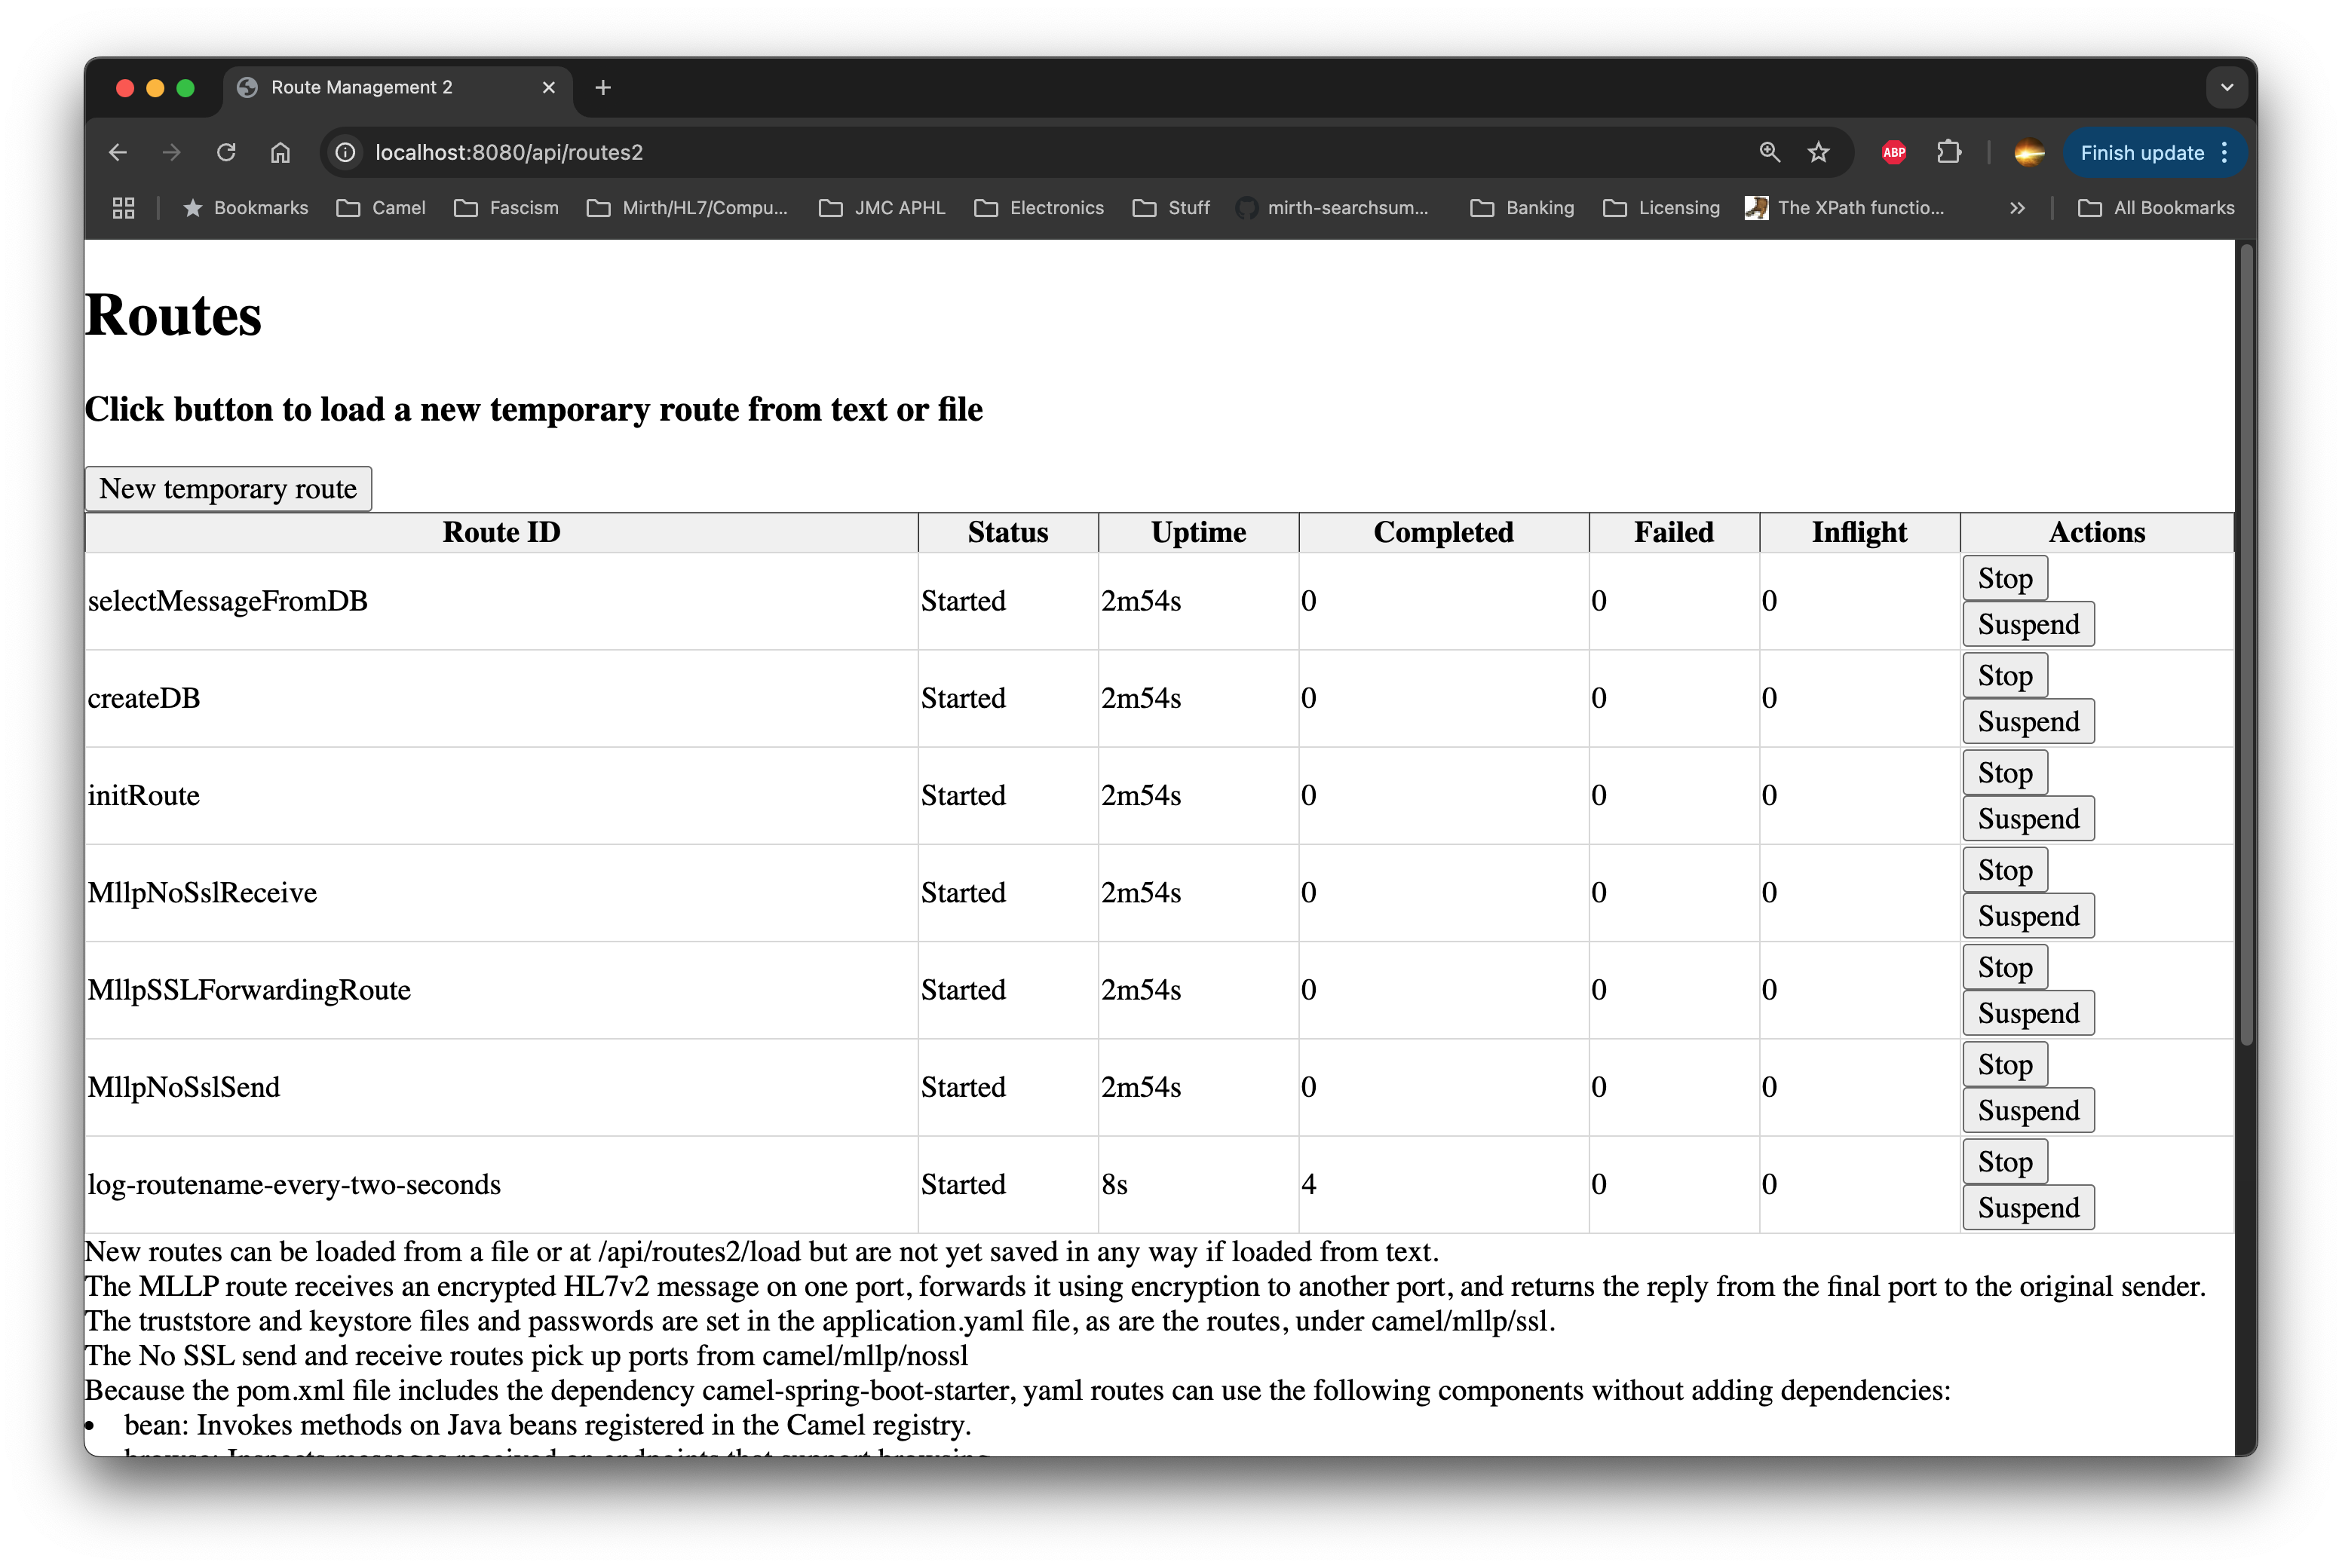 Route Management 2
localhost:8080/api/routes2
ABP
Finish update
Bookmarks Camel Fascism Mirth/HL7/Compu... JMC APHL Electronics Stuff mirth-searchsum... Banking Licensing The XPath functio... All Bookmarks
Routes
Click button to load a new temporary route from text or file
New temporary route
Route ID Status Uptime Completed Failed Inflight Actions
selectMessageFromDB Started 2m54s 0 0 0 Stop
Suspend
createDB Started 2m54s 0 0 0 Stop
Suspend
initRoute Started 2m54s 0 0 0 Stop
Suspend
MllpNoSslReceive Started 2m54s 0 0 0 Stop
Suspend
MllpSSLForwardingRoute Started 2m54s 0 0 0 Stop
Suspend
MllpNoSslSend Started 2m54s 0 0 0 Stop
Suspend
log-routename-every-two-seconds Started 8s 4 0 0 Stop
Suspend
New routes can be loaded from a file or at /api/routes2/load but are not yet saved in any way if loaded from text.
The MLLP route receives an encrypted HL7v2 message on one port, forwards it using encryption to another port, and returns the reply from the final port to the original sender.
The truststore and keystore files and passwords are set in the application.yaml file, as are the routes, under camel/mllp/ssl.
The No SSL send and receive routes pick up ports from camel/mllp/nossl
Because the pom.xml file includes the dependency camel-spring-boot-starter, yaml routes can use the following components without adding dependencies:
• bean: Invokes methods on Java beans registered in the Camel registry.
browse: Inspects messages received on endpoints that support browsing